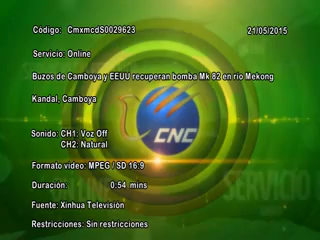 Código: CmxmcdS0029623 21/05/2015
Servicio: Online
Buzos de Camboya y EEUU recuperan bomba Mk 82 en río Mekong
Kandal, Camboya
Sonido: CH1: Voz Off
CH2: Natural
CNC
Formato video: MPEG / SD 16:9
Duración: 0:54 mins
SERVICIO
Fuente: Xinhua Televisión
Restricciones: Sin restricciones